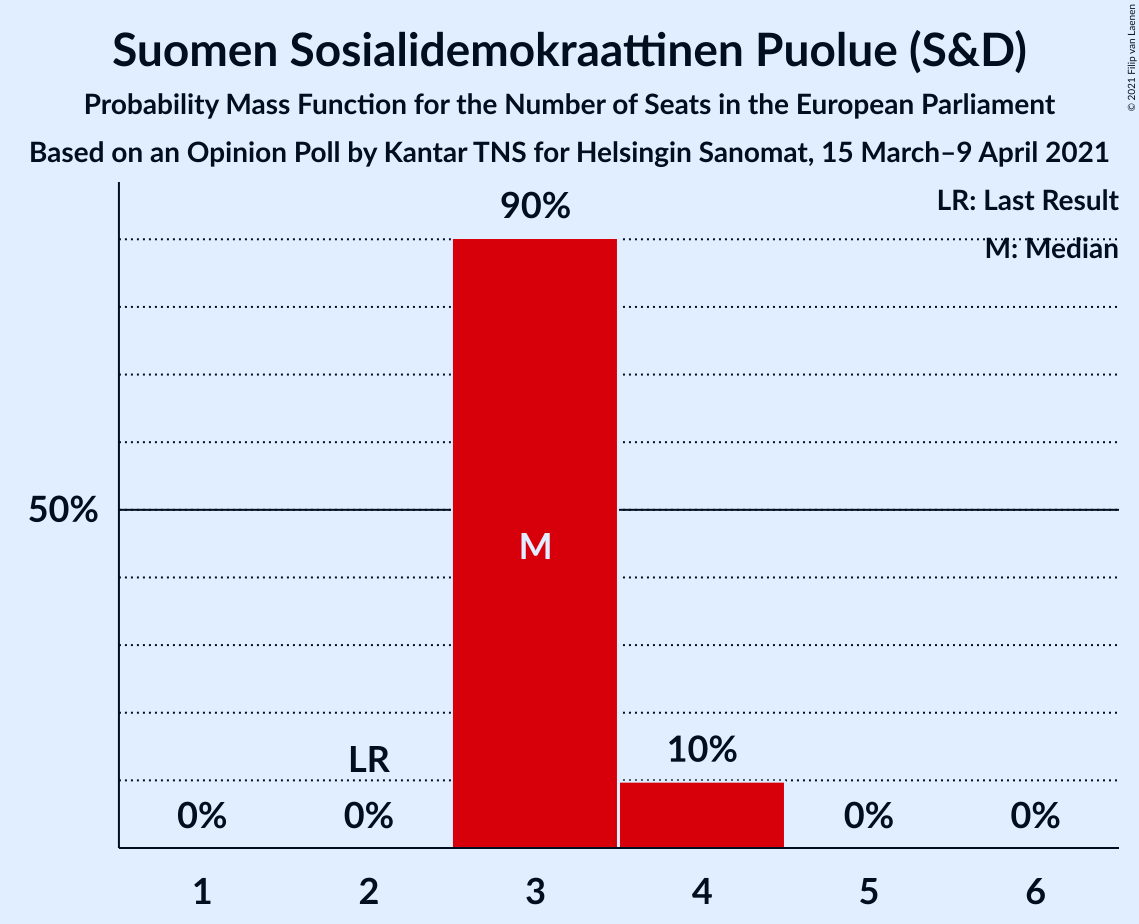 Suomen Sosialidemokraattinen Puolue (S&D)
Probability Mass Function for the Number of Seats in the European Parliament
Based on an Opinion Poll by Kantar TNS for Helsingin Sanomat, 15 March–9 April 2021
© 2021 Filip van Laenen
LR: Last Result
M: Median
90%
50%
M
LR
10%
0%
0%
0%
0%
1
2
3
4
5
6